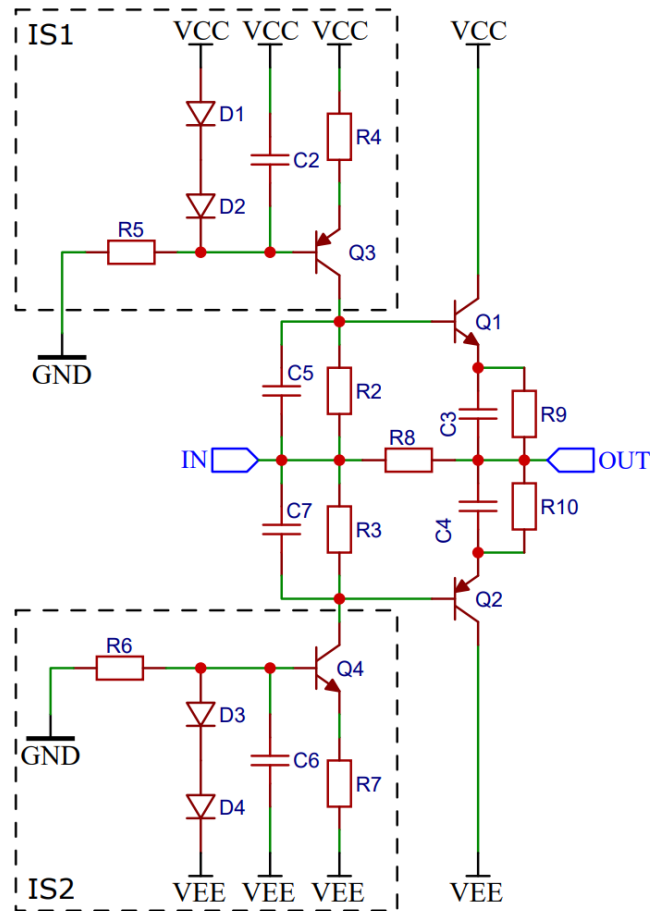 IS1
VCC VCC VCC VCC
D1
R4
C2
D2
R5
Q3
Q1
GND
C5
R2
C3
R9
R8
IN
OUT
C7
R3
C4
R10
Q2
R6
Q4
D3
GND
C6
R7
D4
IS2
VEE VEE VEE VEE